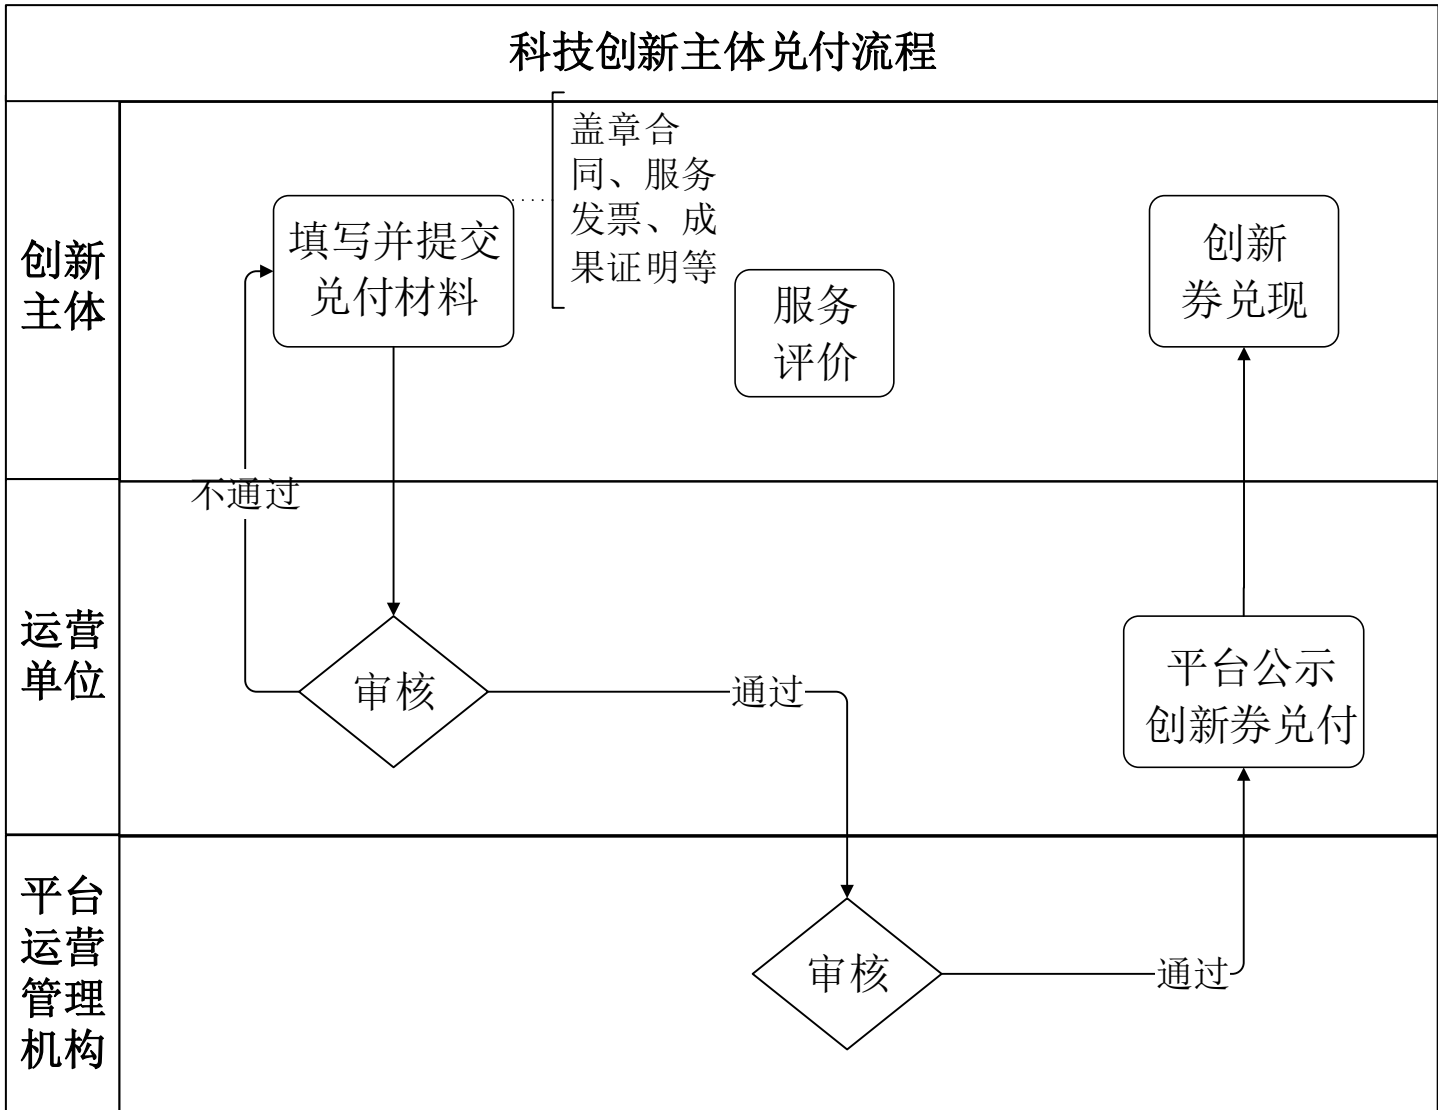 科技创新主体兑付流程
创新
主体
填写并提交
兑付材料
盖章合
同、服务
发票、成
果证明等
服务
评价
创新
券兑现
不通过
运营
单位
审核
通过
平台公示
创新券兑付
平台
运营
管理
机构
审核
通过